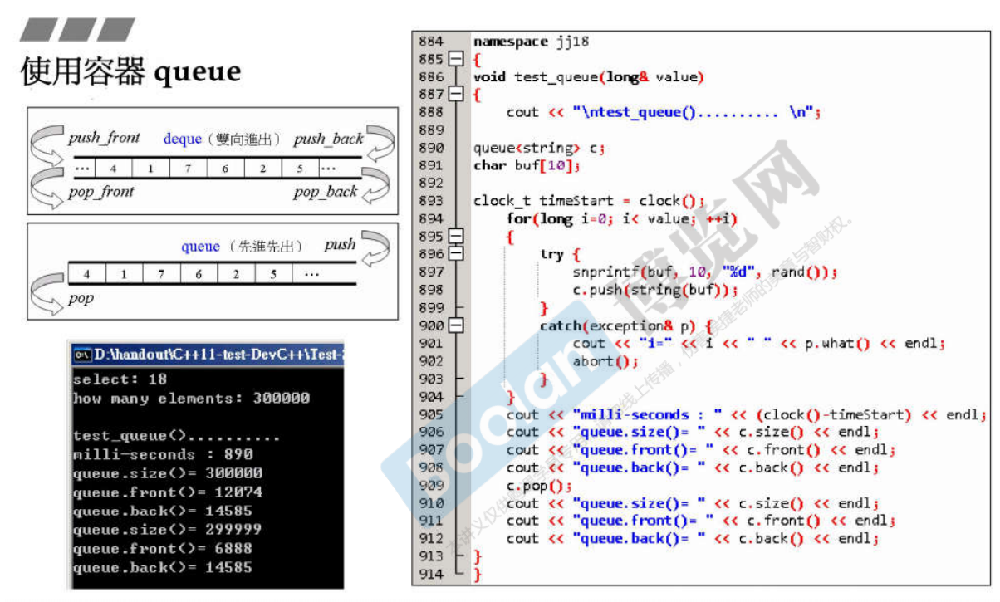 使用容器 queue
push_front deque（雙向進出） push_back
... 4 1 7 6 2 5 ...
pop_front pop_back
queue （先進先出） push
4 1 7 6 2 5 ...
pop
D:\handout\C++11-test-DevC++\Test-
select: 18
how many elements: 300000
test_queue()..........
milli-seconds : 890
queue.size()= 300000
queue.front()= 12074
queue.back()= 14585
queue.size()= 299999
queue.front()= 6888
queue.back()= 14585
884 namespace jj18
885 {
886 void test_queue(long& value)
887 {
888 cout << "\ntest_queue().......... \n";
889
890 queue<string> c;
891 char buf[10];
892
893 clock_t timeStart = clock();
894 for(long i=0; i< value; ++i)
895 {
896 try {
897 snprintf(buf, 10, "%d", rand());
898 c.push(string(buf));
899 }
900 catch(exception& p) {
901 cout << "i=" << i << " " << p.what() << endl;
902 abort();
903 }
904 }
905 cout << "milli-seconds : " << (clock()-timeStart) << endl;
906 cout << "queue.size()= " << c.size() << endl;
907 cout << "queue.front()= " << c.front() << endl;
908 cout << "queue.back()= " << c.back() << endl;
909 c.pop();
910 cout << "queue.size()= " << c.size() << endl;
911 cout << "queue.front()= " << c.front() << endl;
912 cout << "queue.back()= " << c.back() << endl;
913 }
914 }
Boolan 博览网